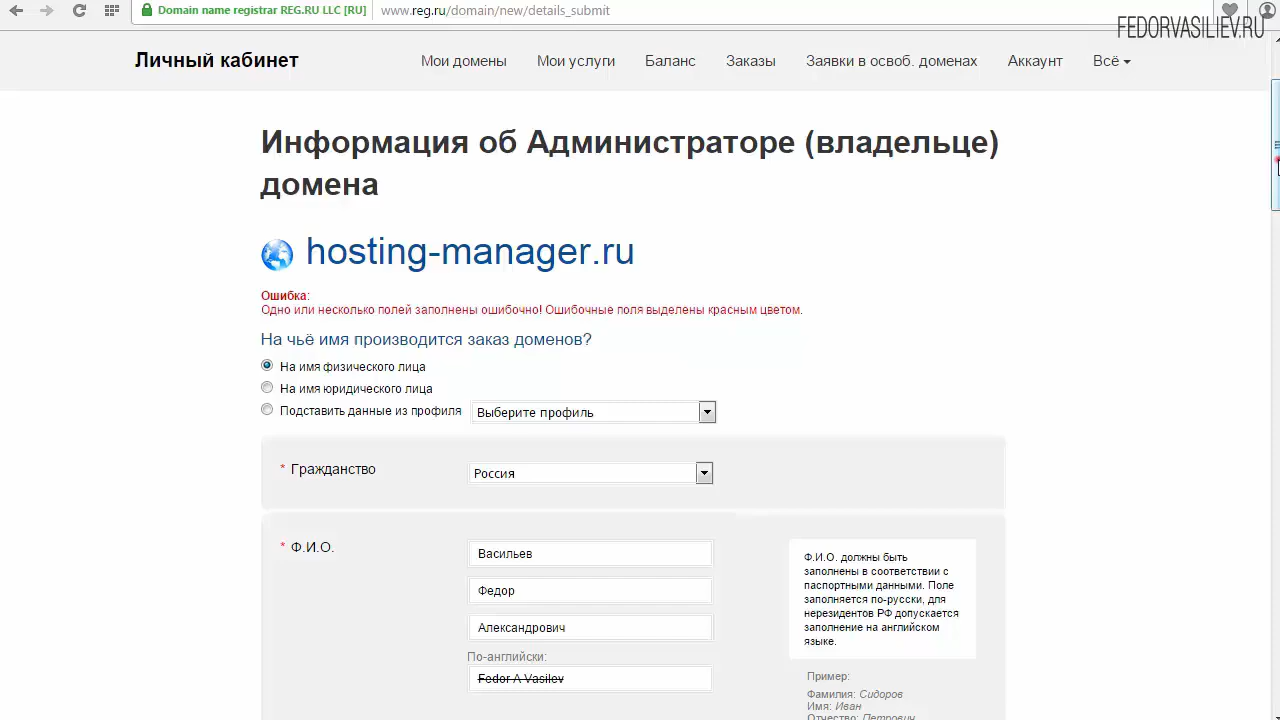 Domain name registrar REG.RU LLC [RU]
www.reg.ru/domain/new/details_submit
FEDORVASILIEV.RU
Личный кабинет
Мои домены
Мои услуги
Баланс
Заказы
Заявки в освоб. доменах
Аккаунт
Всё
Информация об Администраторе (владельце)
домена
hosting-manager.ru
Ошибка:
Одно или несколько полей заполнены ошибочно! Ошибочные поля выделены красным цветом.
На чьё имя производится заказ доменов?
На имя физического лица
На имя юридического лица
Подставить данные из профиля
Выберите профиль
* Гражданство
Россия
* Ф.И.О.
Васильев
Федор
Александрович
По-английски:
Fedor A Vasilev
Ф.И.О. должны быть
заполнены в соответствии с
паспортными данными. Поле
заполняется по-русски, для
нерезидентов РФ допускается
заполнение на английском
языке.
Пример:
Фамилия: Сидоров
Имя: Иван
Отчество: Петрович